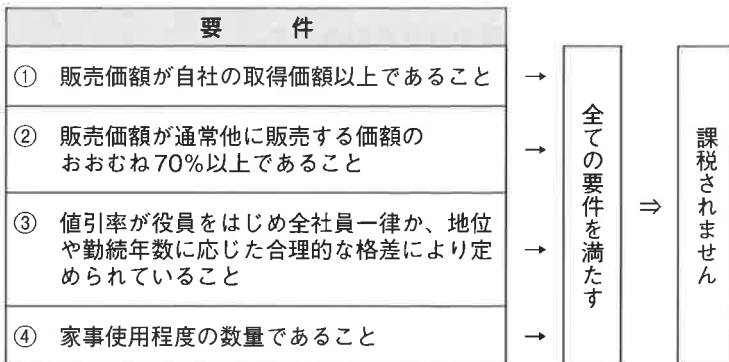 要件
① 販売価額が自社の取得価額以上であること →
② 販売価額が通常他に販売する価額の
おおむね70%以上であること →
③ 値引率が役員をはじめ全社員一律か、地位
や勤続年数に応じた合理的な格差により定
められていること →
④ 家事使用程度の数量であること →
全ての要件を満たす
⇒
課税されません